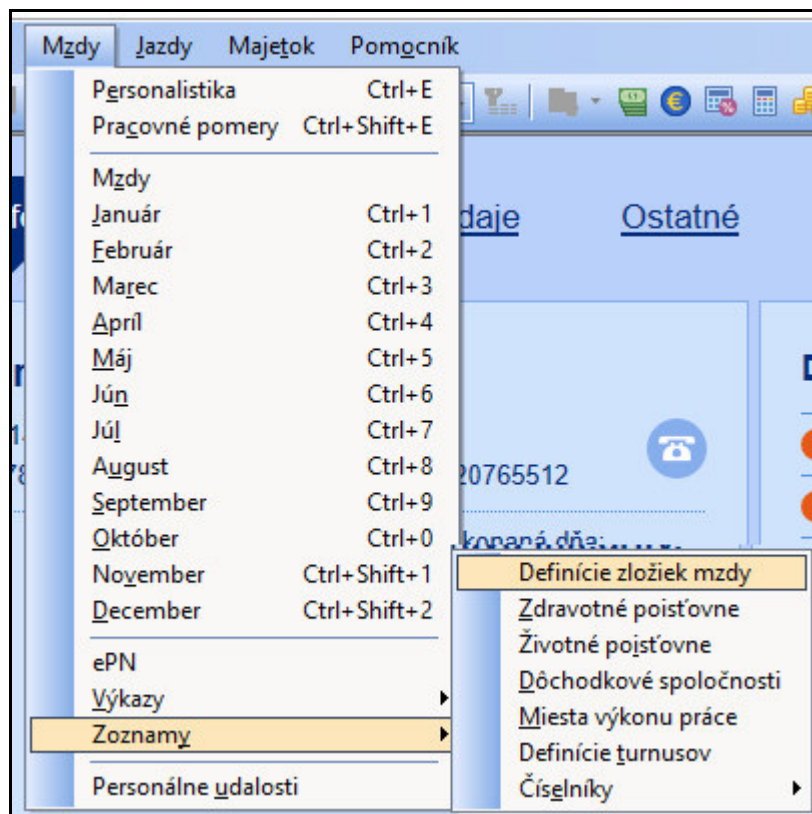 Mzdy Jazdy Majetok Pomocník
Personalistika Ctrl+E
Pracovné pomery Ctrl+Shift+E
Mzdy
Január Ctrl+1
Február Ctrl+2
Marec Ctrl+3
Apríl Ctrl+4
Máj Ctrl+5
Jún Ctrl+6
Júl Ctrl+7
August Ctrl+8
September Ctrl+9
Október Ctrl+0
November Ctrl+Shift+1
December Ctrl+Shift+2
ePN
Výkazy
Zoznamy
Personálne udalosti
Definície zložiek mzdy
Zdravotné poisťovne
Životné poisťovne
Dôchodkové spoločnosti
Miesta výkonu práce
Definície turnusov
Číselníky
daje Ostatné
20765512